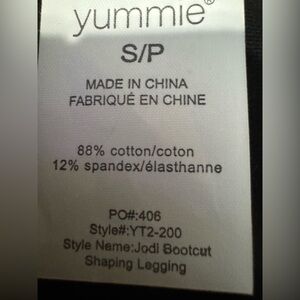 yummie®
S/P
MADE IN CHINA
FABRIQUÉ EN CHINE
88% cotton/coton
12% spandex/élasthanne
PO#:406
Style#:YT2-200
Style Name:Jodi Bootcut
Shaping Legging